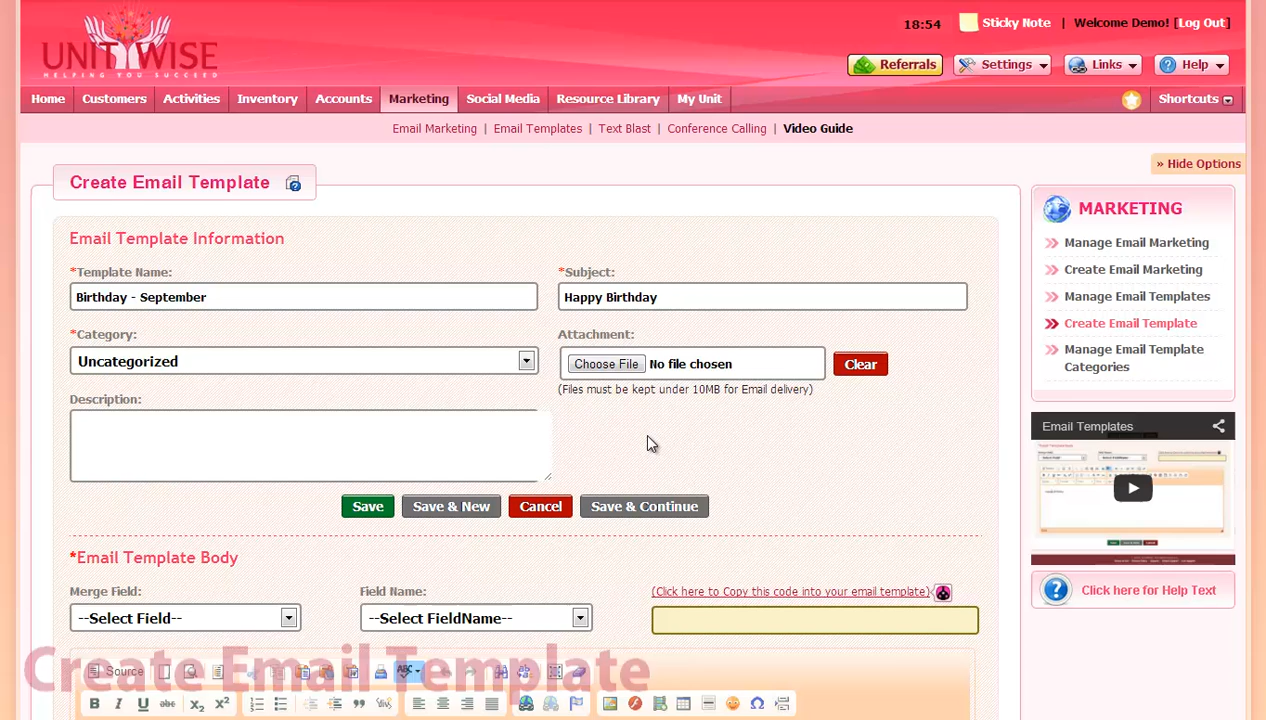 18:54
Sticky Note | Welcome Demo! [Log Out]
UNITWISE
HELPING YOU SUCCEED
Referrals
Settings
Links
Help
Home
Customers
Activities
Inventory
Accounts
Marketing
Social Media
Resource Library
My Unit
Shortcuts
Email Marketing | Email Templates | Text Blast | Conference Calling | Video Guide
» Hide Options
Create Email Template
Email Template Information
*Template Name:
Birthday - September
*Subject:
Happy Birthday
*Category:
Uncategorized
Attachment:
Choose File No file chosen
Clear
(Files must be kept under 10MB for Email delivery)
Description:
Save
Save & New
Cancel
Save & Continue
*Email Template Body
Merge Field:
--Select Field--
Field Name:
--Select FieldName--
(Click here to Copy this code into your email template)
Source
ABC
B I U abc x₂ x²
Create Email Template
MARKETING
Manage Email Marketing
Create Email Marketing
Manage Email Templates
Create Email Template
Manage Email Template
Categories
Email Templates
Click here for Help Text